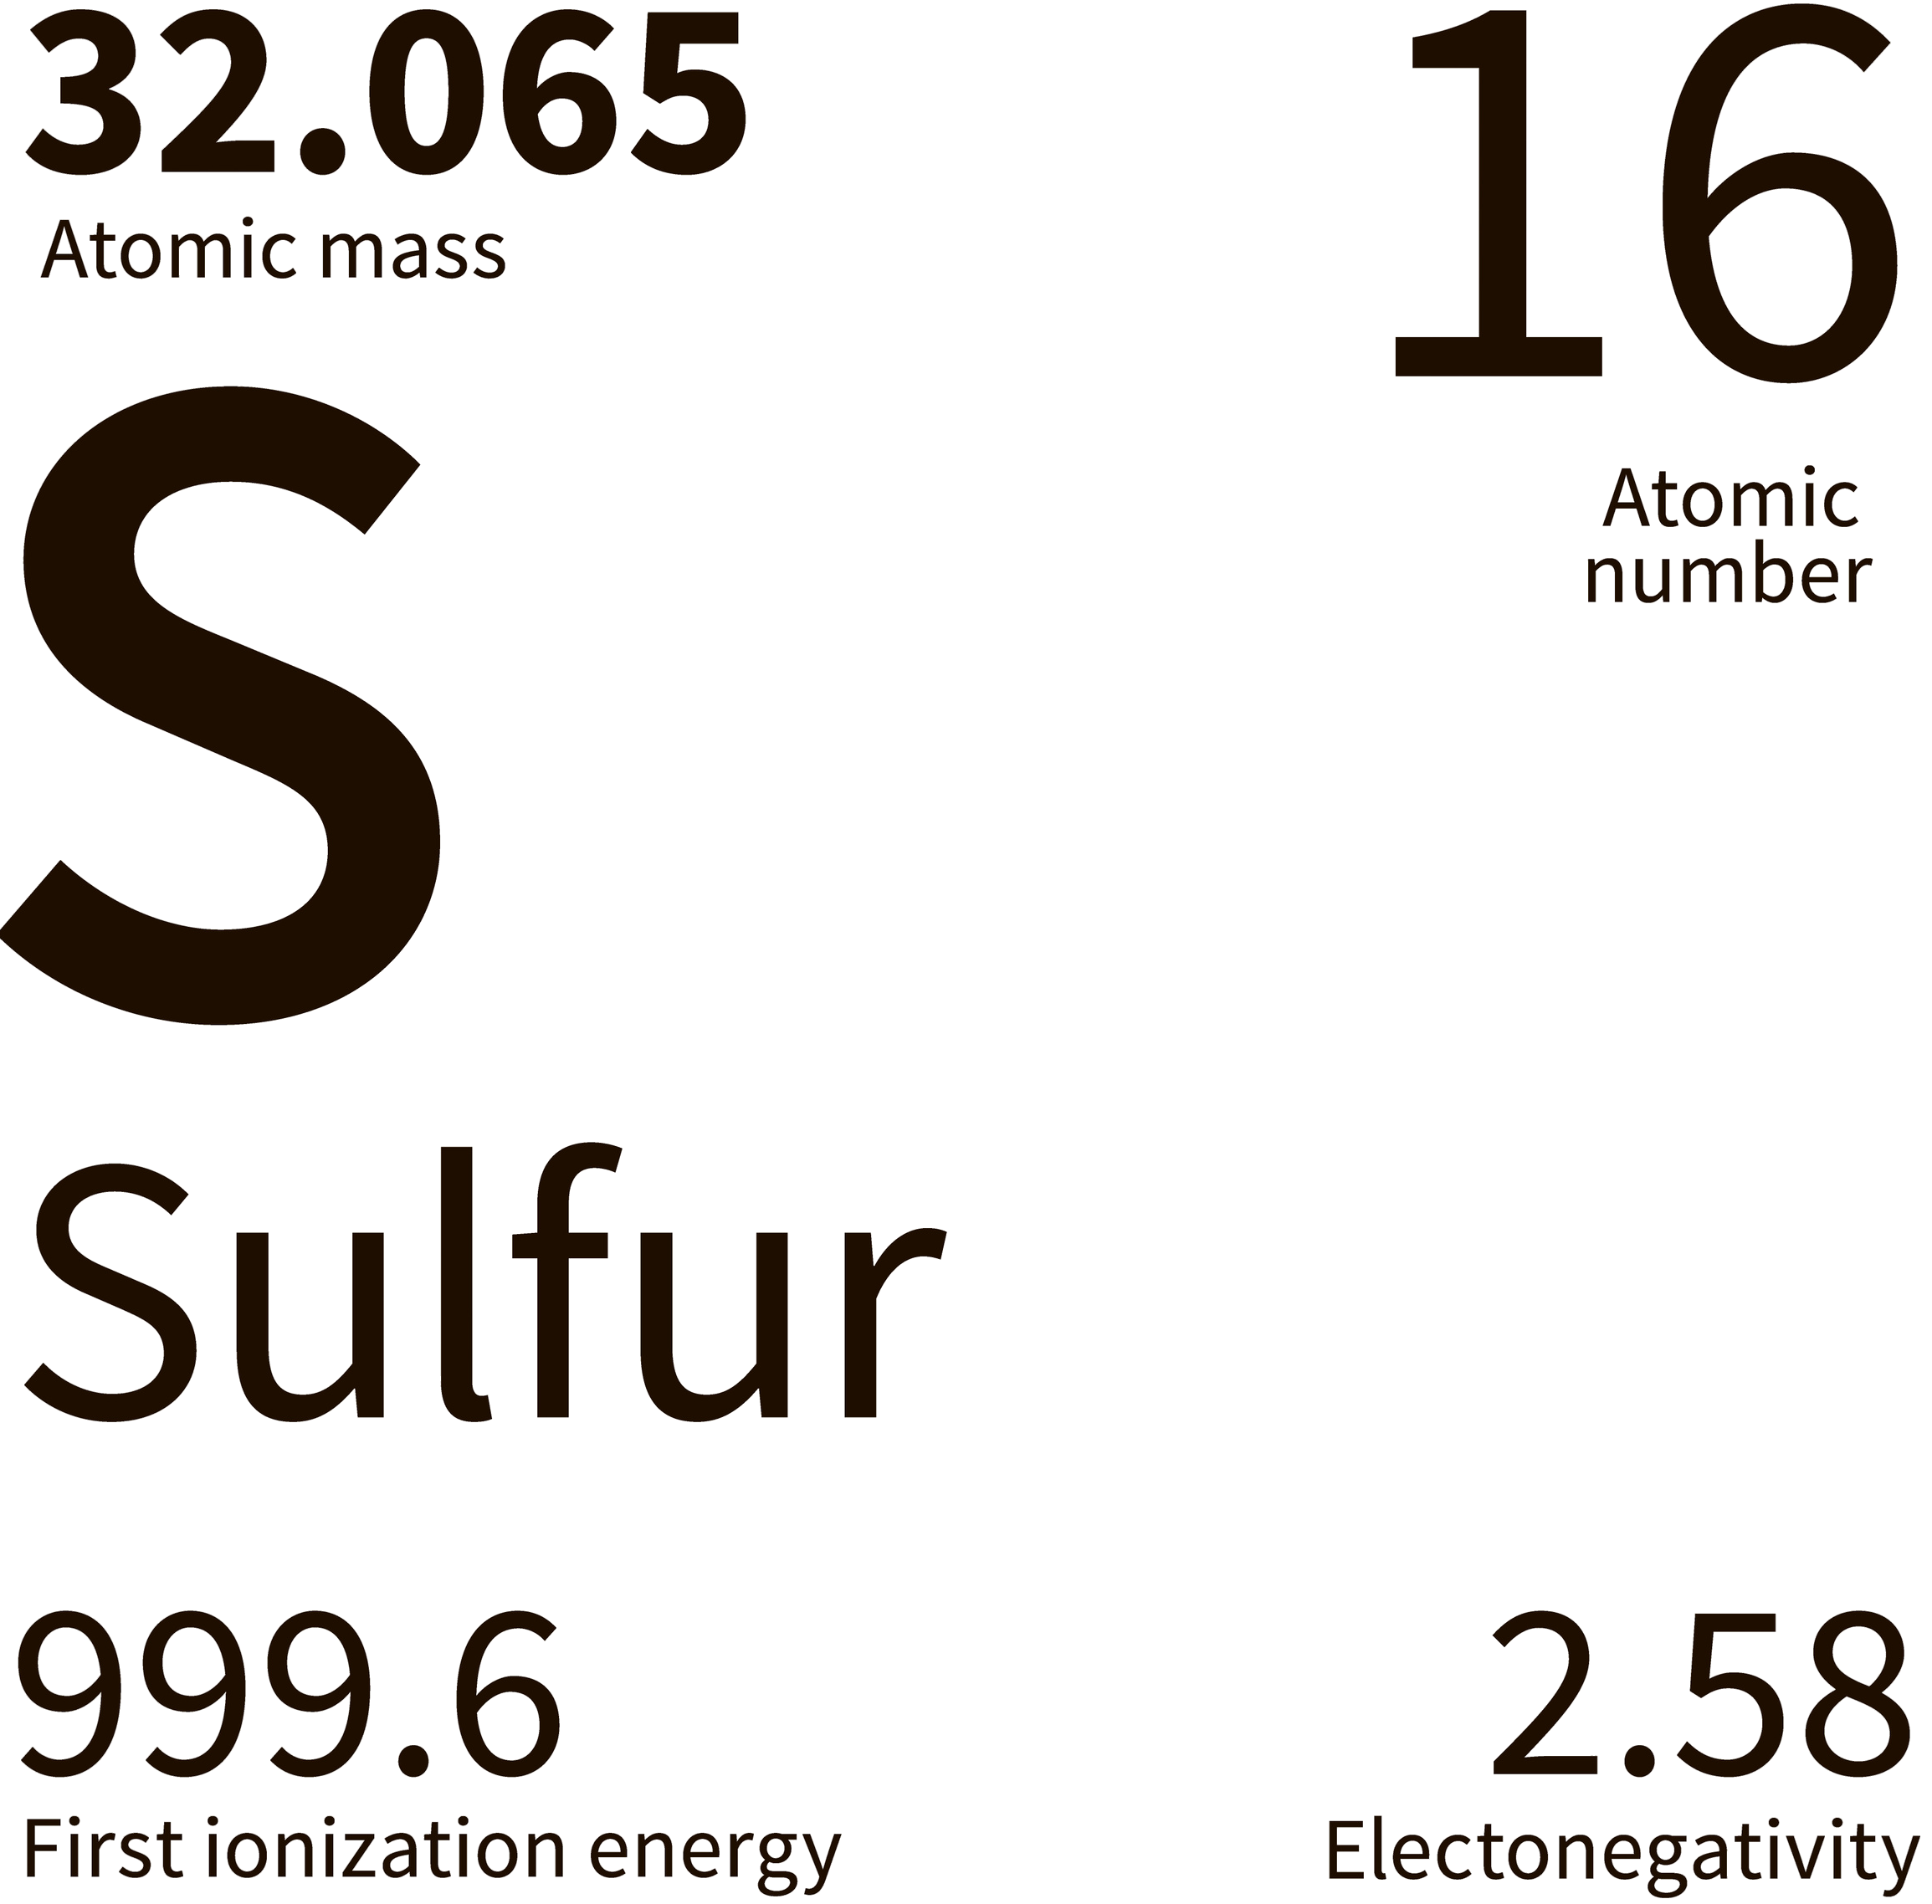 32.065
Atomic mass
16
Atomic
number
S
Sulfur
999.6
First ionization energy
2.58
Electonegativity